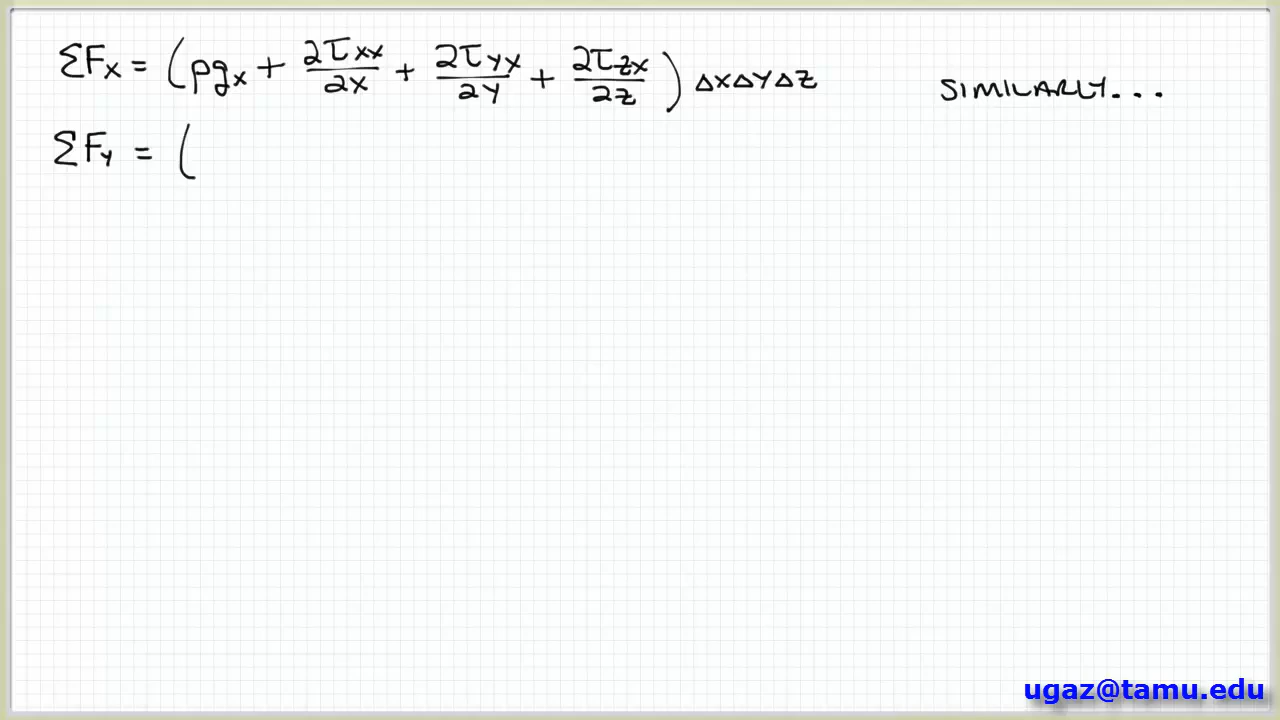 ΣFx = (ρgx + ∂τxx/∂x + ∂τyx/∂y + ∂τzx/∂z) ΔxΔyΔz SIMILARLY...
ΣFy = (
ugaz@tamu.edu